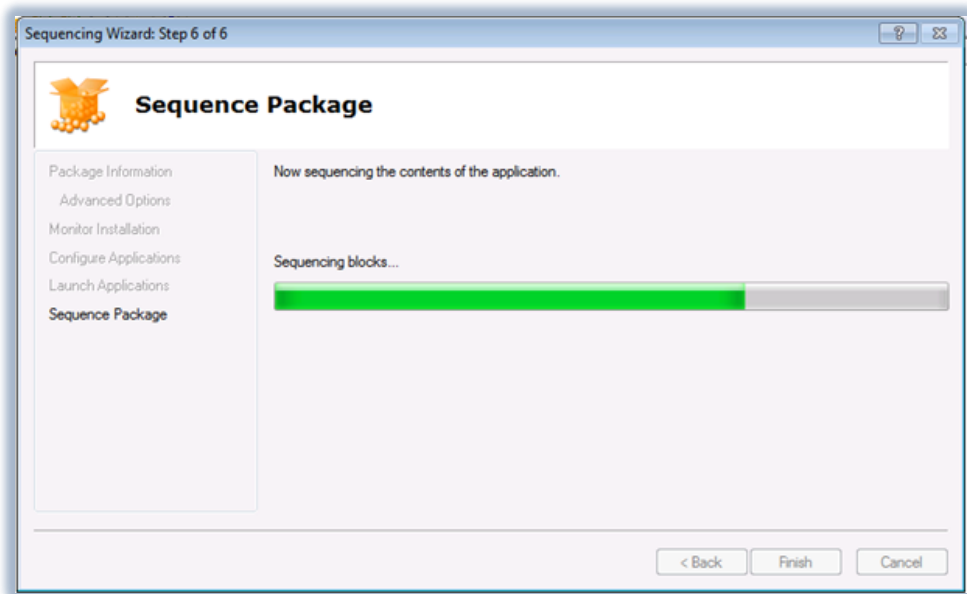 Sequencing Wizard: Step 6 of 6
Sequence Package
Package Information
Advanced Options
Monitor Installation
Configure Applications
Launch Applications
Sequence Package
Now sequencing the contents of the application.
Sequencing blocks...
< Back
Finish
Cancel